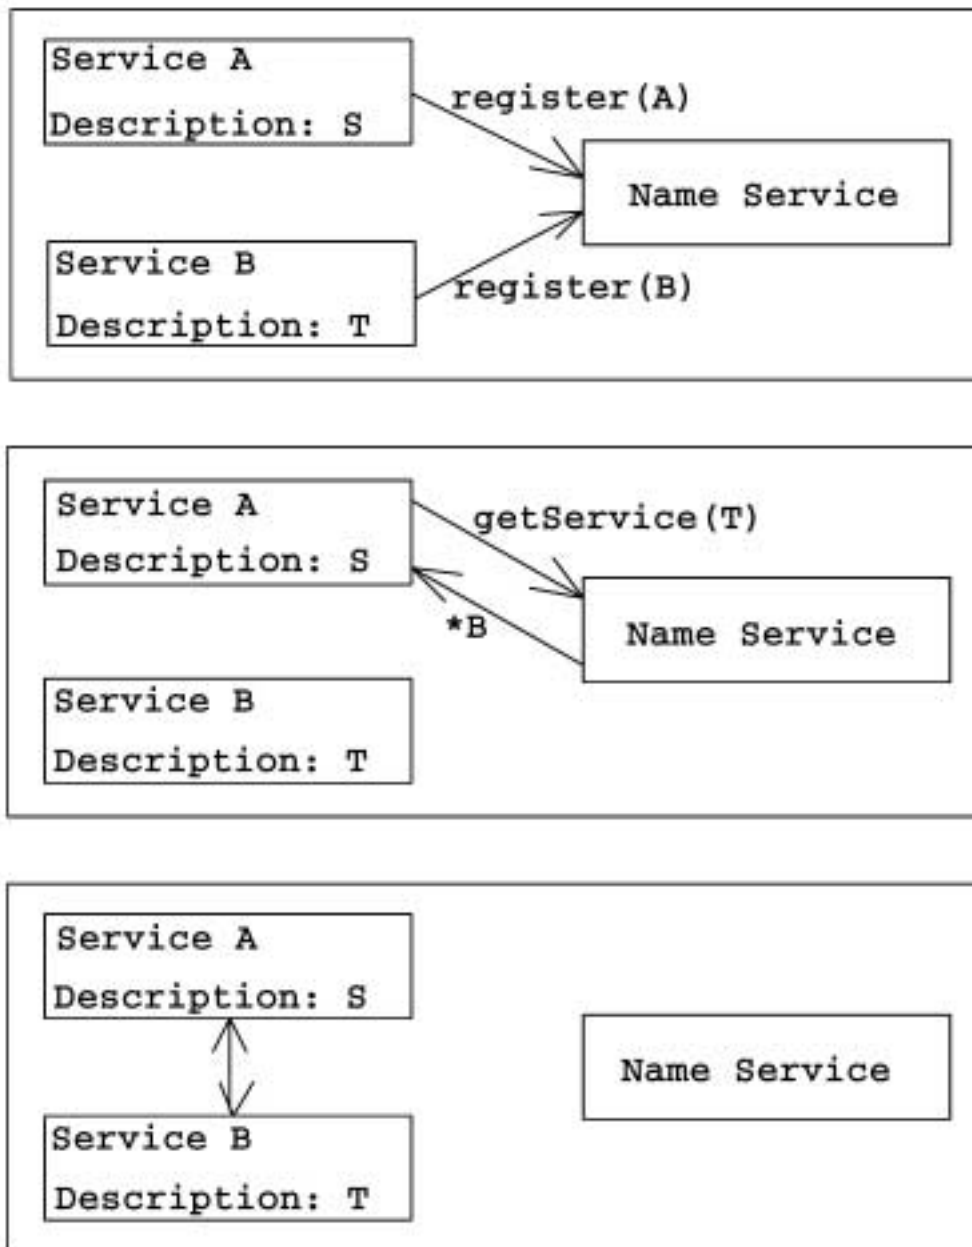 Service A
Description: S
register(A)
Name Service
Service B
Description: T
register(B)
Service A
Description: S
getService(T)
*B
Name Service
Service B
Description: T
Service A
Description: S
Name Service
Service B
Description: T